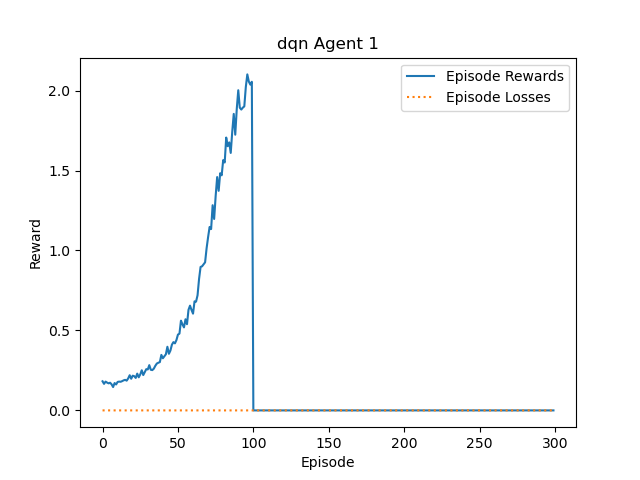 dqn Agent 1
Episode Rewards
Episode Losses
2.0
1.5
1.0
0.5
0.0
Reward
0 50 100 150 200 250 300
Episode